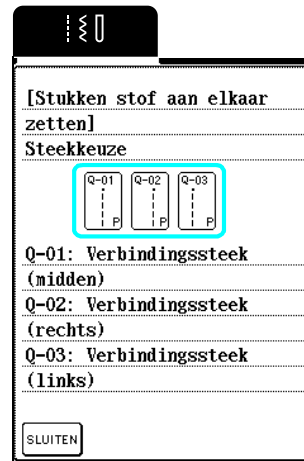 [Stukken stof aan elkaar
zetten]
Steekkeuze
Q-01 Q-02 Q-03
P P P
Q-01: Verbindingssteek
(midden)
Q-02: Verbindingssteek
(rechts)
Q-03: Verbindingssteek
(links)
SLUITEN